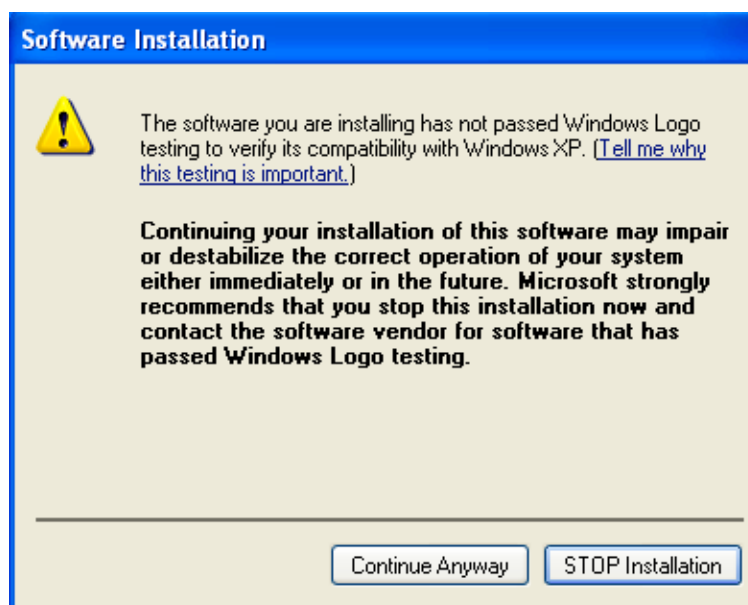 Software Installation
The software you are installing has not passed Windows Logo
testing to verify its compatibility with Windows XP. (Tell me why
this testing is important.)
Continuing your installation of this software may impair
or destabilize the correct operation of your system
either immediately or in the future. Microsoft strongly
recommends that you stop this installation now and
contact the software vendor for software that has
passed Windows Logo testing.
Continue Anyway
STOP Installation